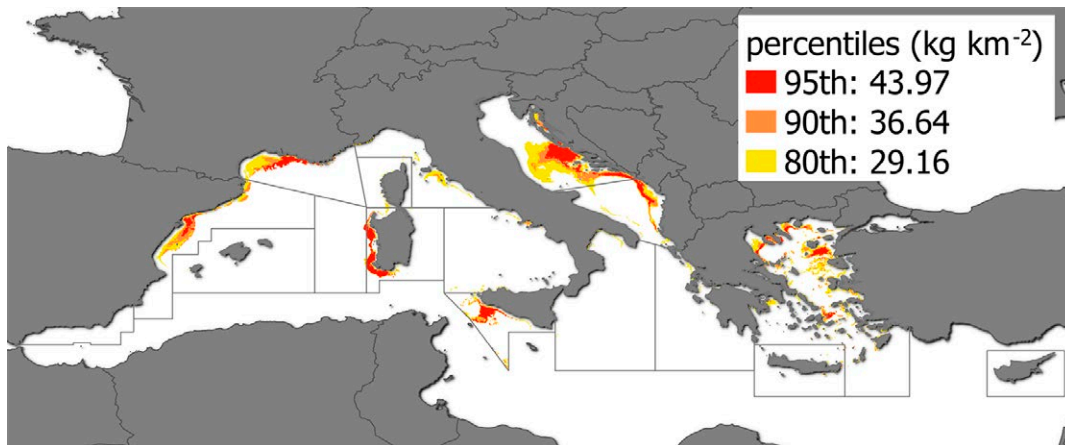 percentiles (kg km⁻²)
95th: 43.97
90th: 36.64
80th: 29.16